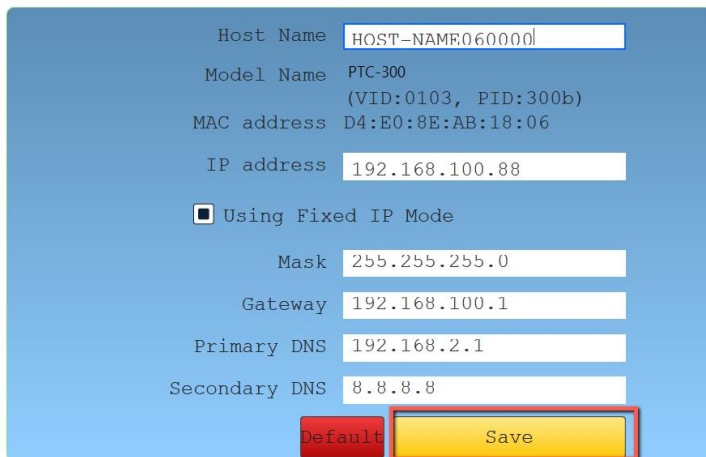 Host Name HOST-NAME060000
Model Name PTC-300
(VID:0103, PID:300b)
MAC address D4:E0:8E:AB:18:06
IP address 192.168.100.88
Using Fixed IP Mode
Mask 255.255.255.0
Gateway 192.168.100.1
Primary DNS 192.168.2.1
Secondary DNS 8.8.8.8
Default Save